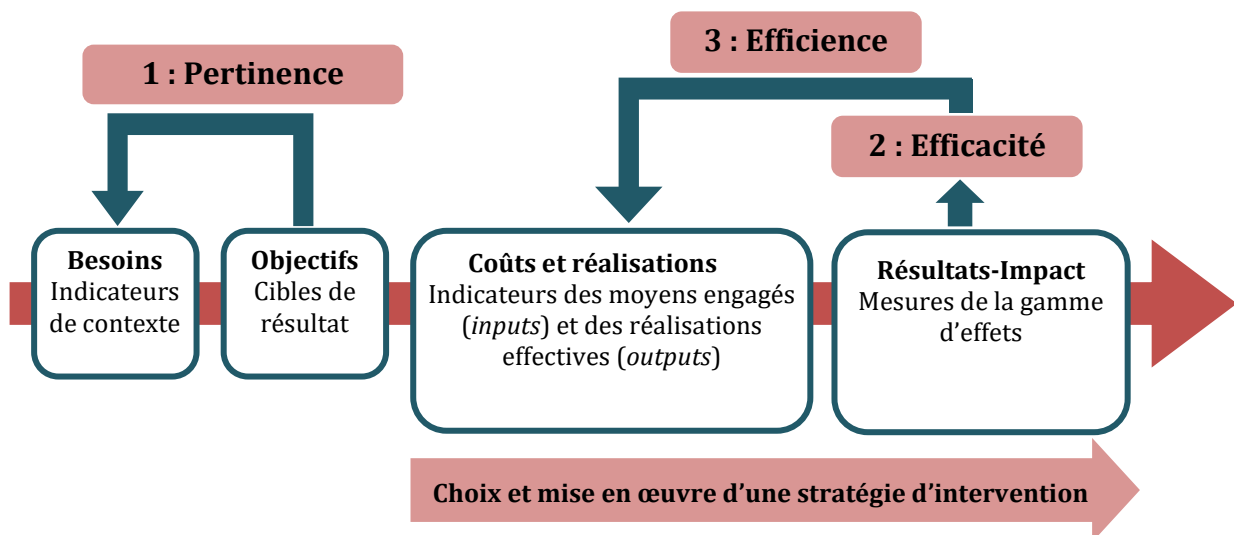 3 : Efficience
1 : Pertinence
2 : Efficacité
Besoins
Indicateurs
de contexte
Objectifs
Cibles de
résultat
Coûts et réalisations
Indicateurs des moyens engagés
(inputs) et des réalisations
effectives (outputs)
Résultats-Impact
Mesures de la gamme
d’effets
Choix et mise en œuvre d’une stratégie d’intervention